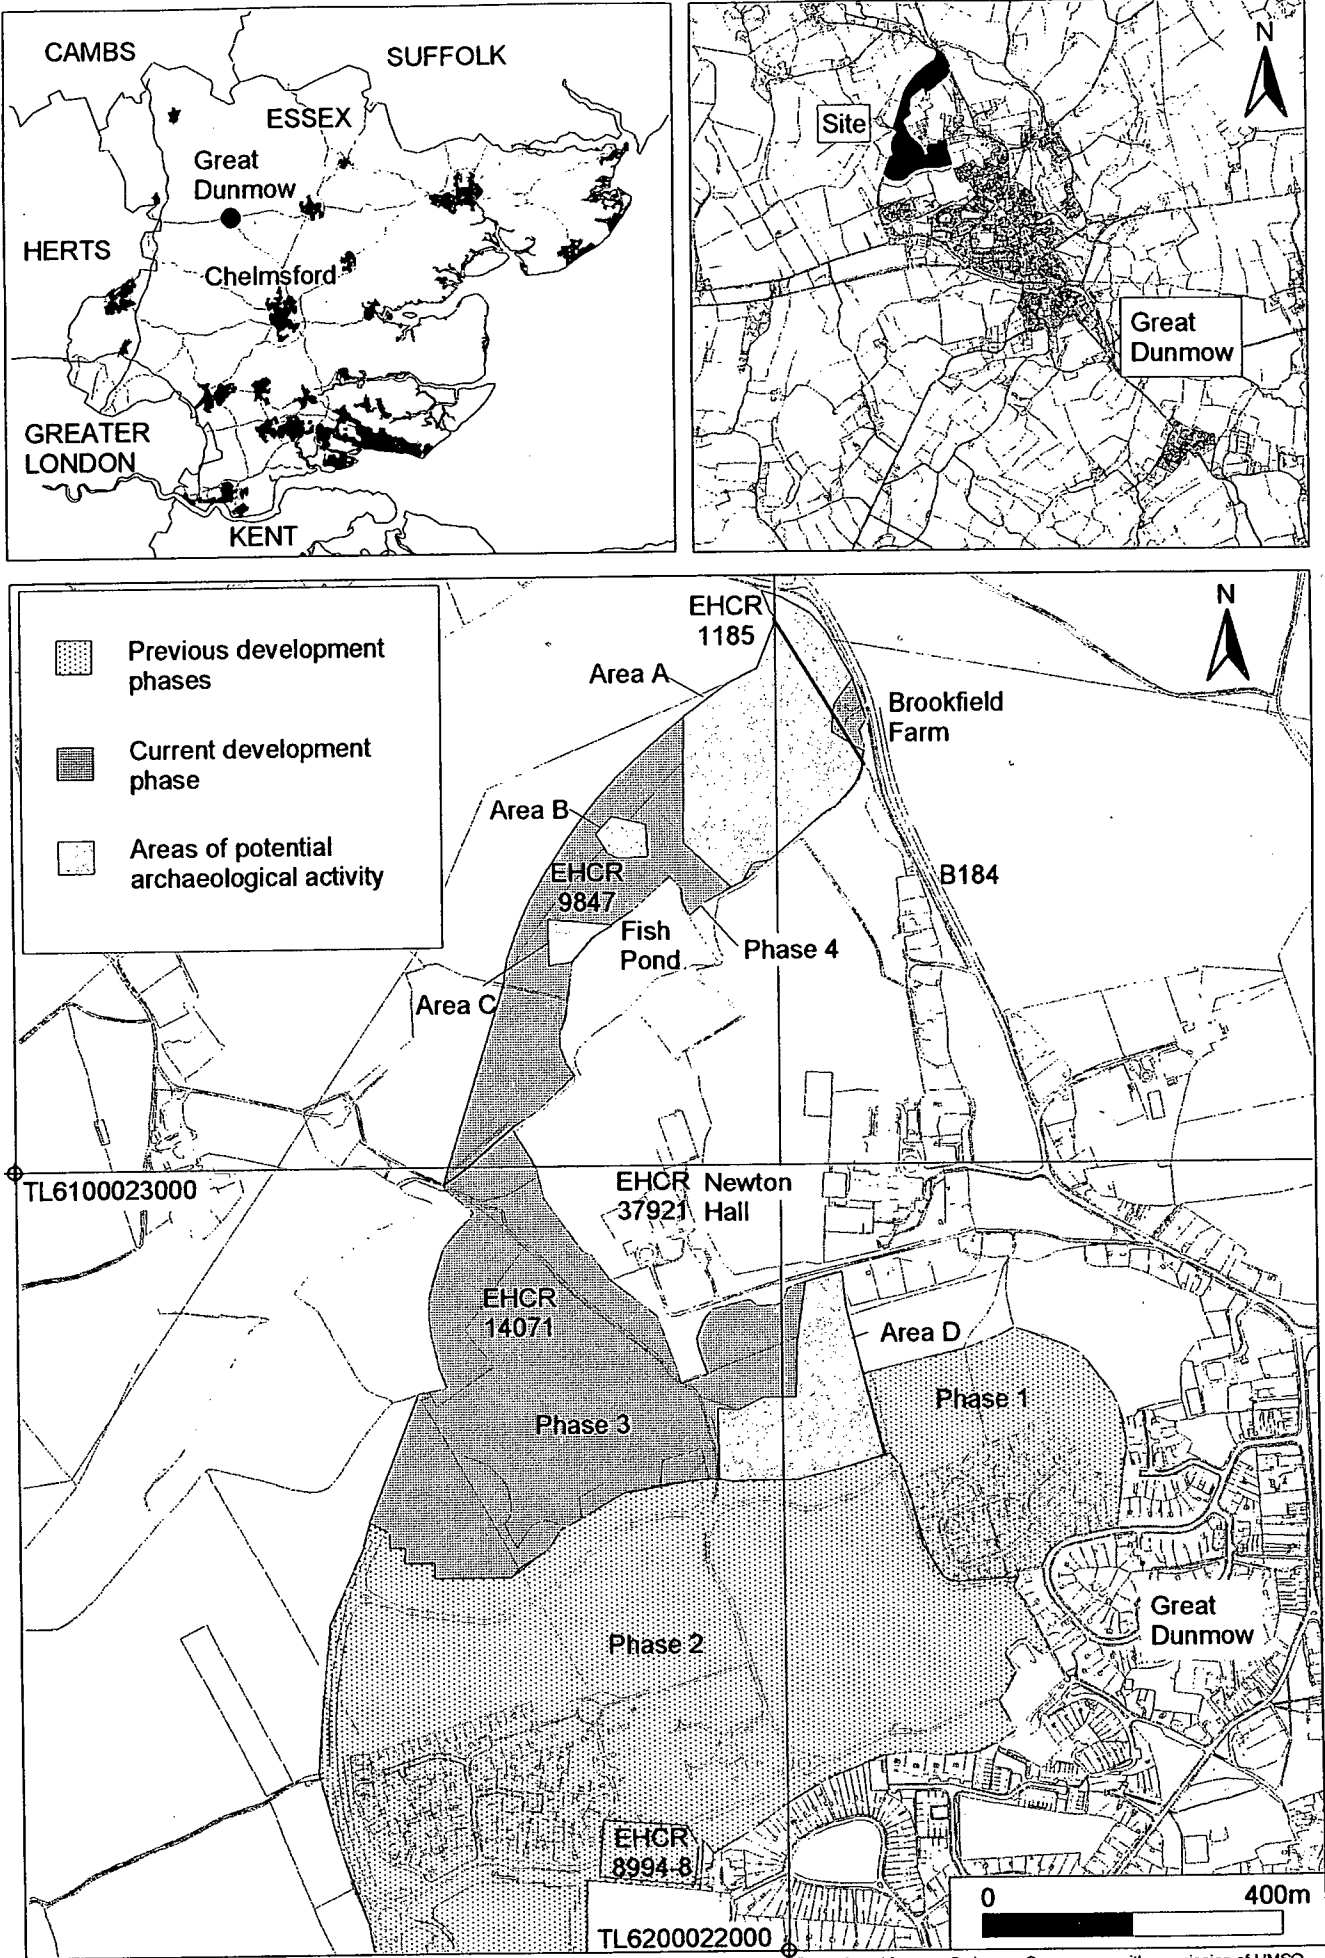 CAMBS
SUFFOLK
ESSEX
Great
Dunmow
HERTS
Chelmsford
GREATER
LONDON
KENT
N
Site
Great
Dunmow
Previous development
phases
Current development
phase
Areas of potential
archaeological activity
N
EHCR
1185
Area A
Brookfield
Farm
Area B
EHCR
9847
B184
Fish
Pond
Phase 4
Area C
TL6100023000
EHCR
37921
Newton
Hall
EHCR
14071
Area D
Phase 1
Phase 3
Great
Dunmow
Phase 2
EHCR
8994-8
0
400m
TL6200022000